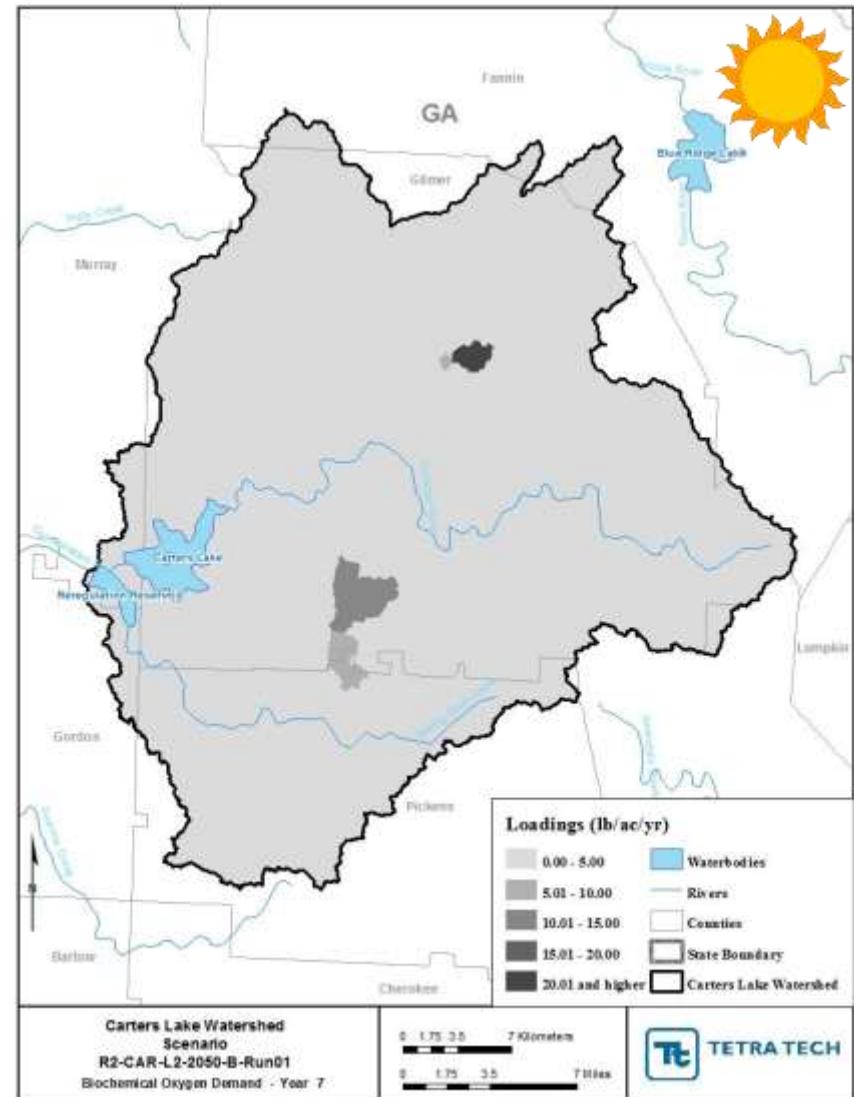 Fannin
GA
Blue Ridge Lake
Gilmer
Holly Creek
Murray
Carters Lake
Reregulation Reservoir
Lumpkin
Gordon
Pickens
Loadings (lb/ac/yr)
0.00 - 5.00 Waterbodies
5.01 - 10.00 Rivers
10.01 - 15.00 Counties
15.01 - 20.00 State Boundary
20.01 and higher Carters Lake Watershed
N
Bartow
Cherokee
Carters Lake Watershed
Scenario
R2-CAR-L2-2050-B-Run01
Biochemical Oxygen Demand - Year 7
0 1.75 3.5 7 Kilometers
0 1.75 3.5 7 Miles
Tt TETRA TECH